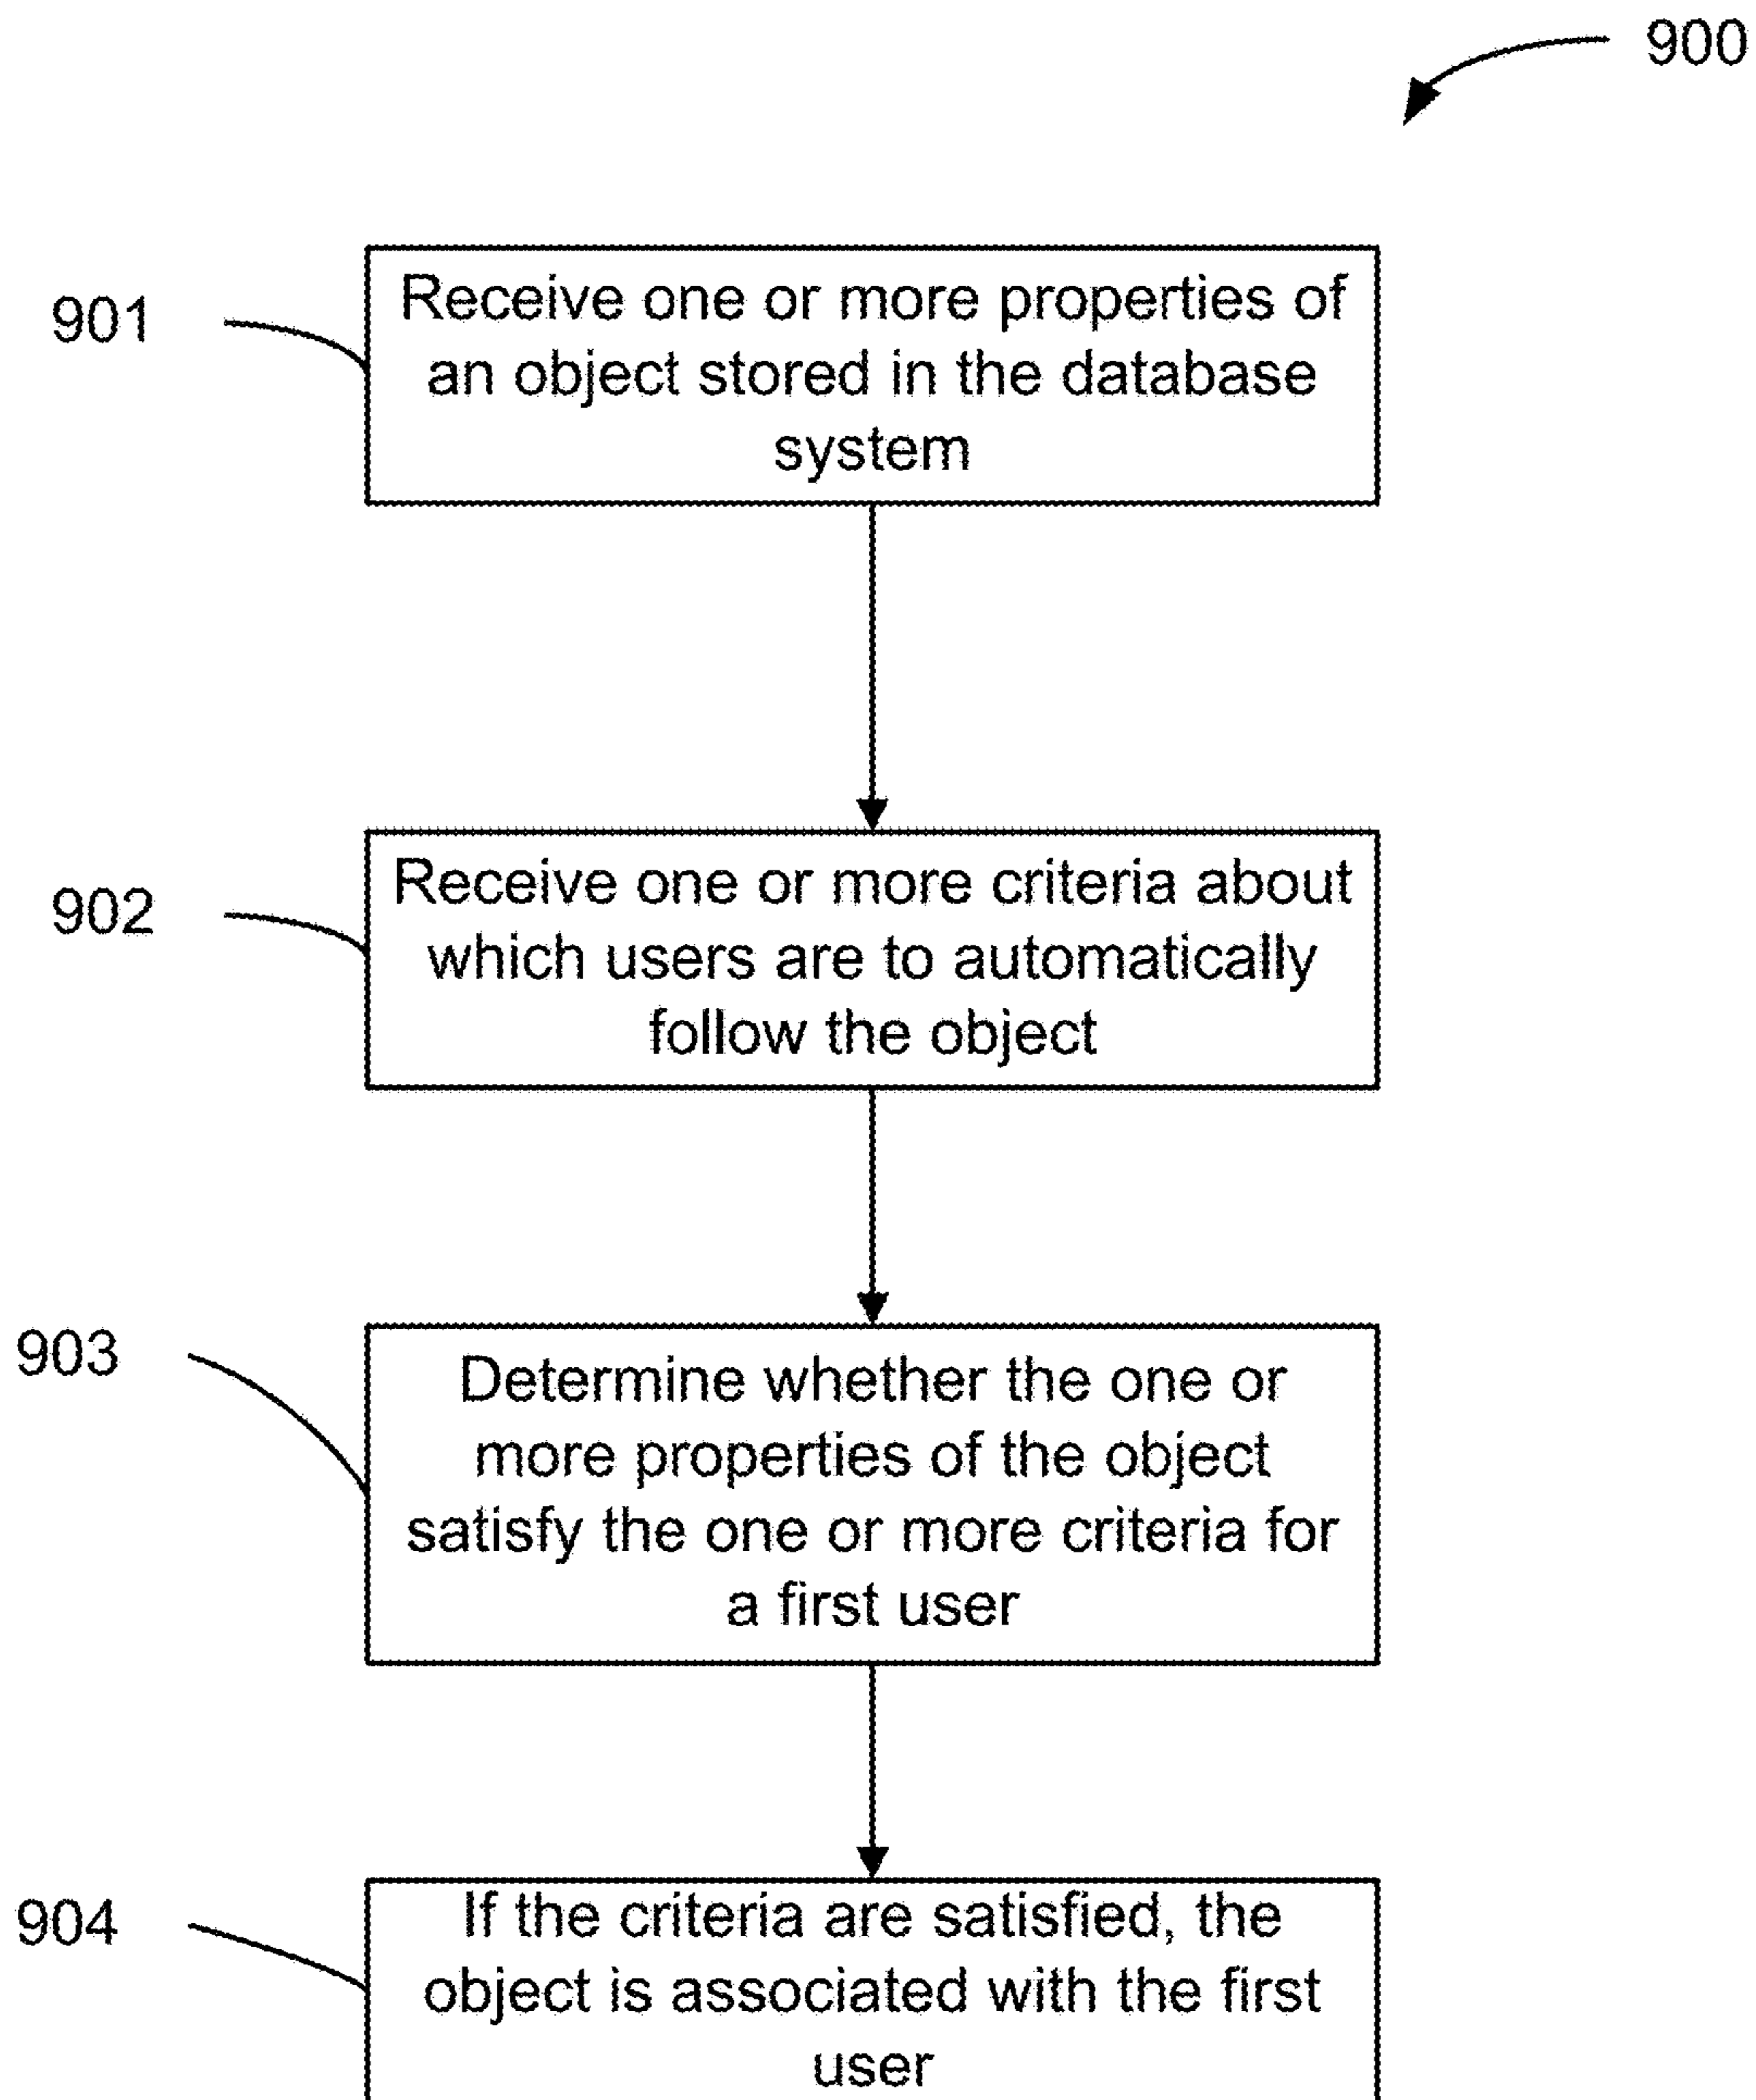 900
901
Receive one or more properties of
an object stored in the database
system
902
Receive one or more criteria about
which users are to automatically
follow the object
903
Determine whether the one or
more properties of the object
satisfy the one or more criteria for
a first user
904
If the criteria are satisfied, the
object is associated with the first
user